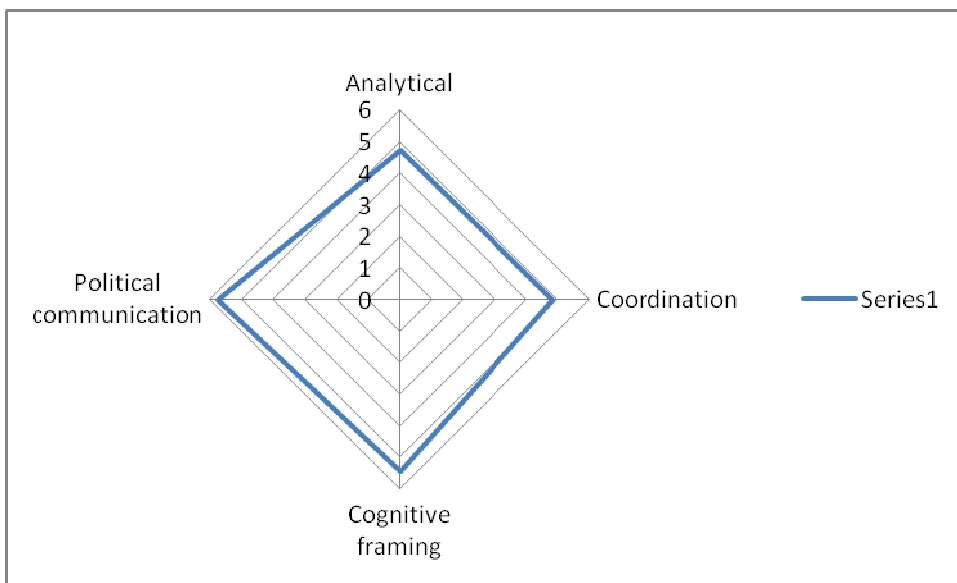 Analytical
6
5
4
3
2
1
0
Political
communication
Coordination
Series1
Cognitive
framing